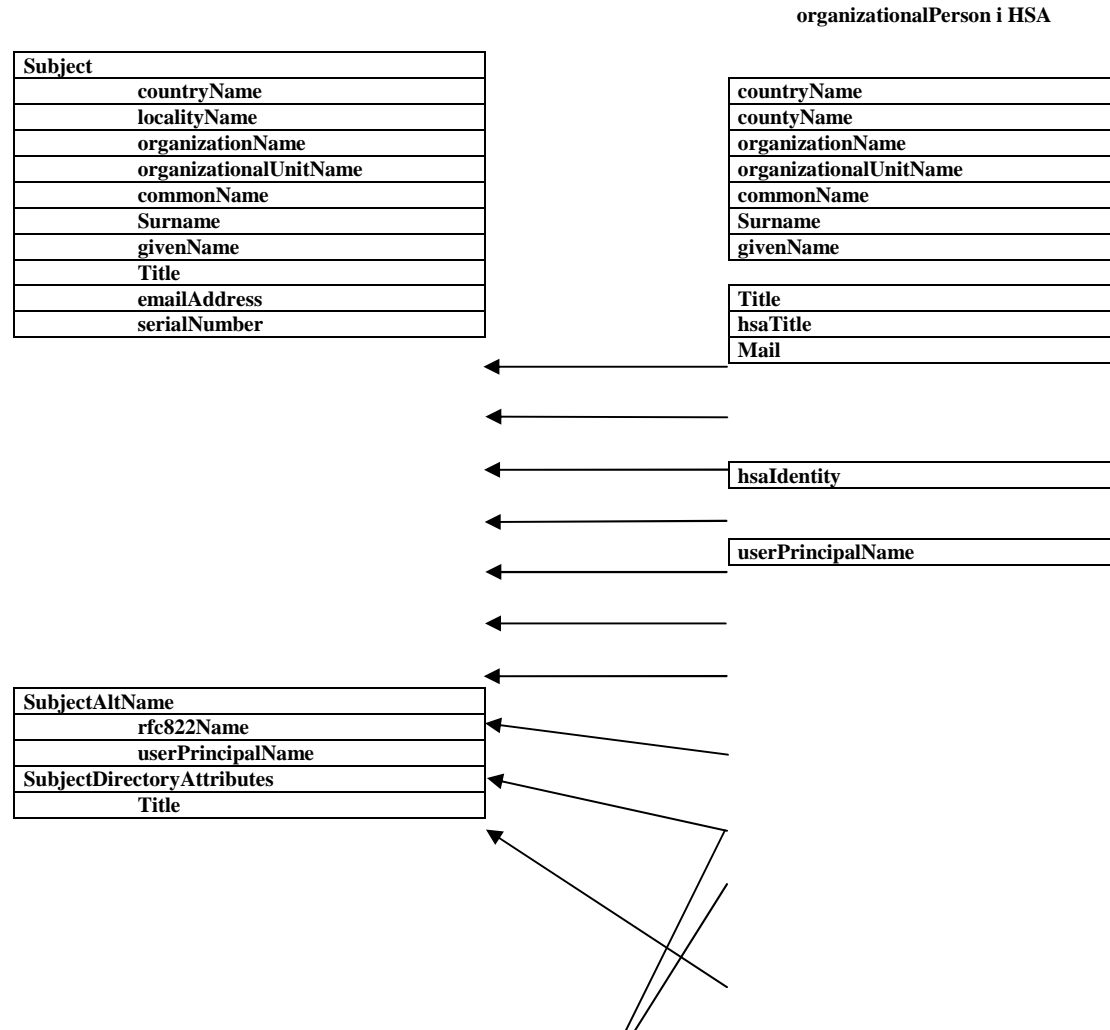 organizationalPerson i HSA
Subject
countryName
localityName
organizationName
organizationalUnitName
commonName
Surname
givenName
Title
emailAddress
serialNumber
countryName
countyName
organizationName
organizationalUnitName
commonName
Surname
givenName
Title
hsaTitle
Mail
hsaIdentity
userPrincipalName
SubjectAltName
rfc822Name
userPrincipalName
SubjectDirectoryAttributes
Title